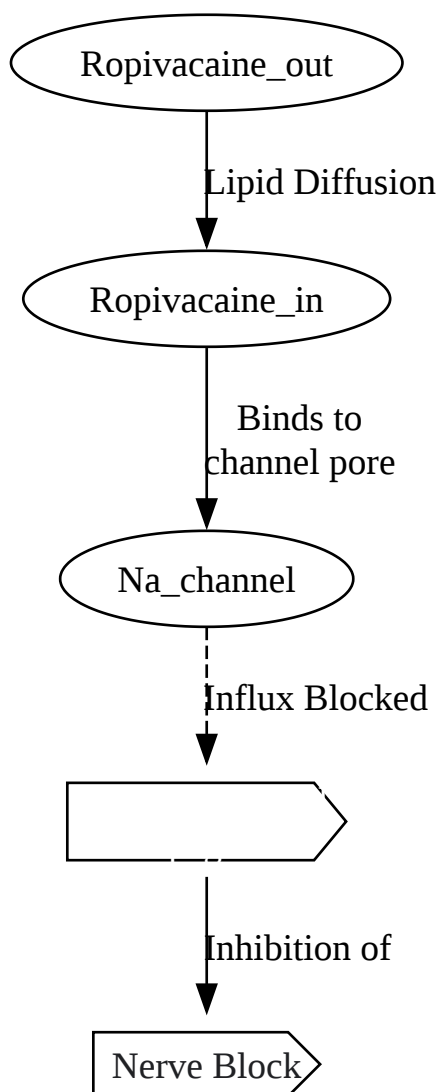 Ropivacaine_out
Lipid Diffusion
Ropivacaine_in
Binds to
channel pore
Na_channel
Influx Blocked
Inhibition of
Nerve Block